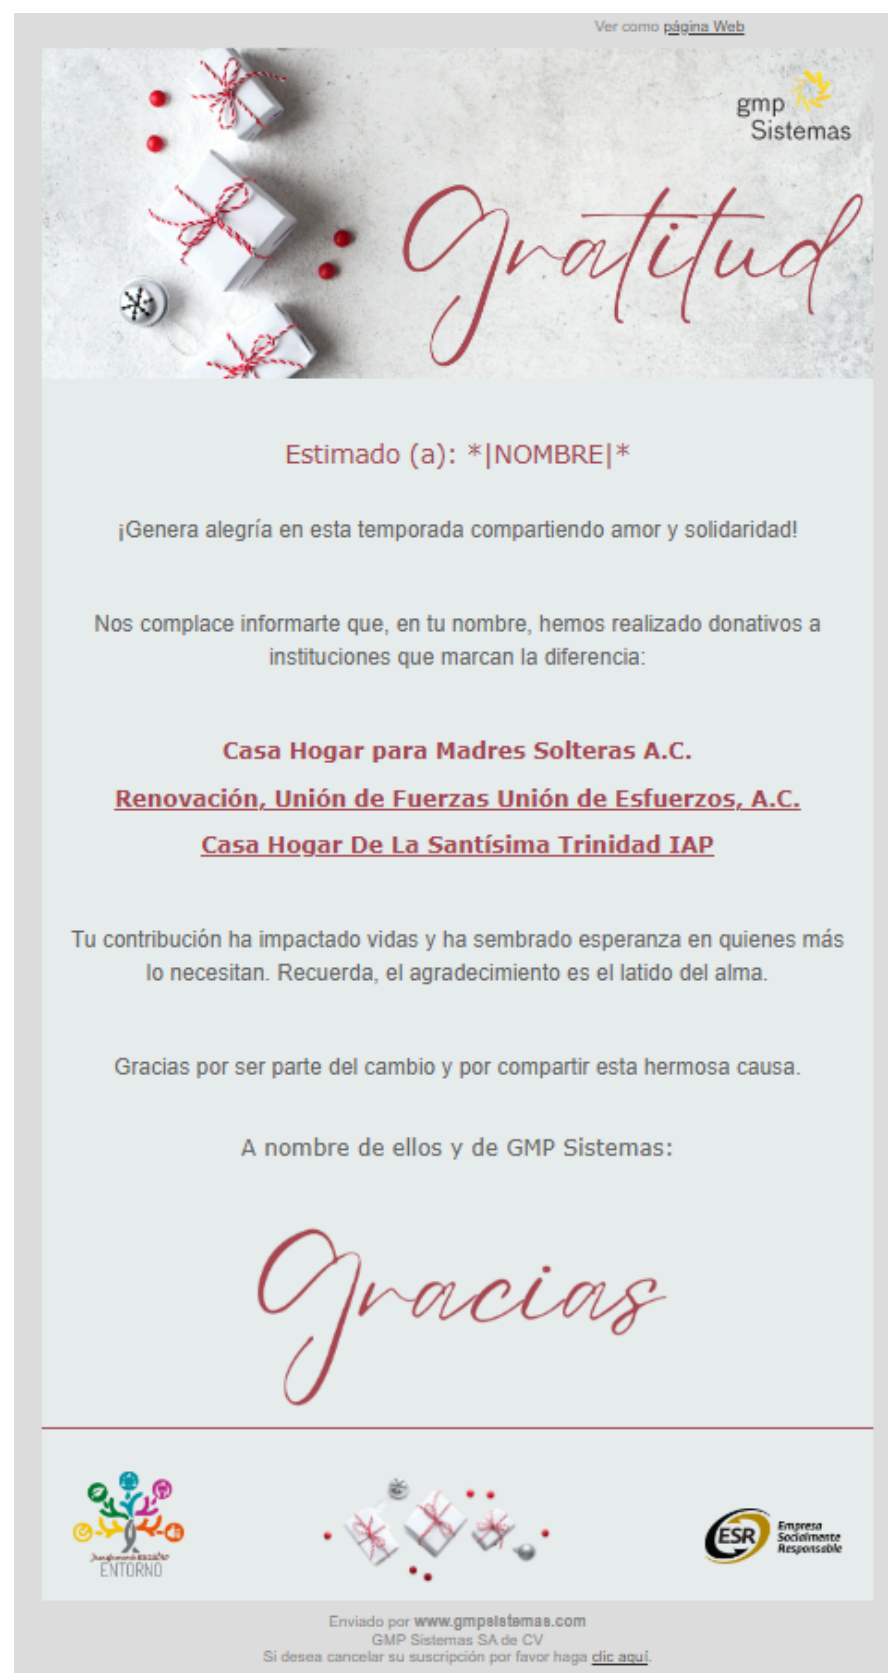 Ver como página Web
gmp
Sistemas
Gratitud
Estimado (a): *|NOMBRE|*
¡Genera alegría en esta temporada compartiendo amor y solidaridad!
Nos complace informarte que, en tu nombre, hemos realizado donativos a
instituciones que marcan la diferencia:
Casa Hogar para Madres Solteras A.C.
Renovación, Unión de Fuerzas Unión de Esfuerzos, A.C.
Casa Hogar De La Santísima Trinidad IAP
Tu contribución ha impactado vidas y ha sembrado esperanza en quienes más
lo necesitan. Recuerda, el agradecimiento es el latido del alma.
Gracias por ser parte del cambio y por compartir esta hermosa causa.
A nombre de ellos y de GMP Sistemas:
Gracias
Transformando nuestro
ENTORNO
ESR
Empresa
Socialmente
Responsable
Enviado por www.gmpsistemas.com
GMP Sistemas SA de CV
Si desea cancelar su suscripción por favor haga clic aquí.